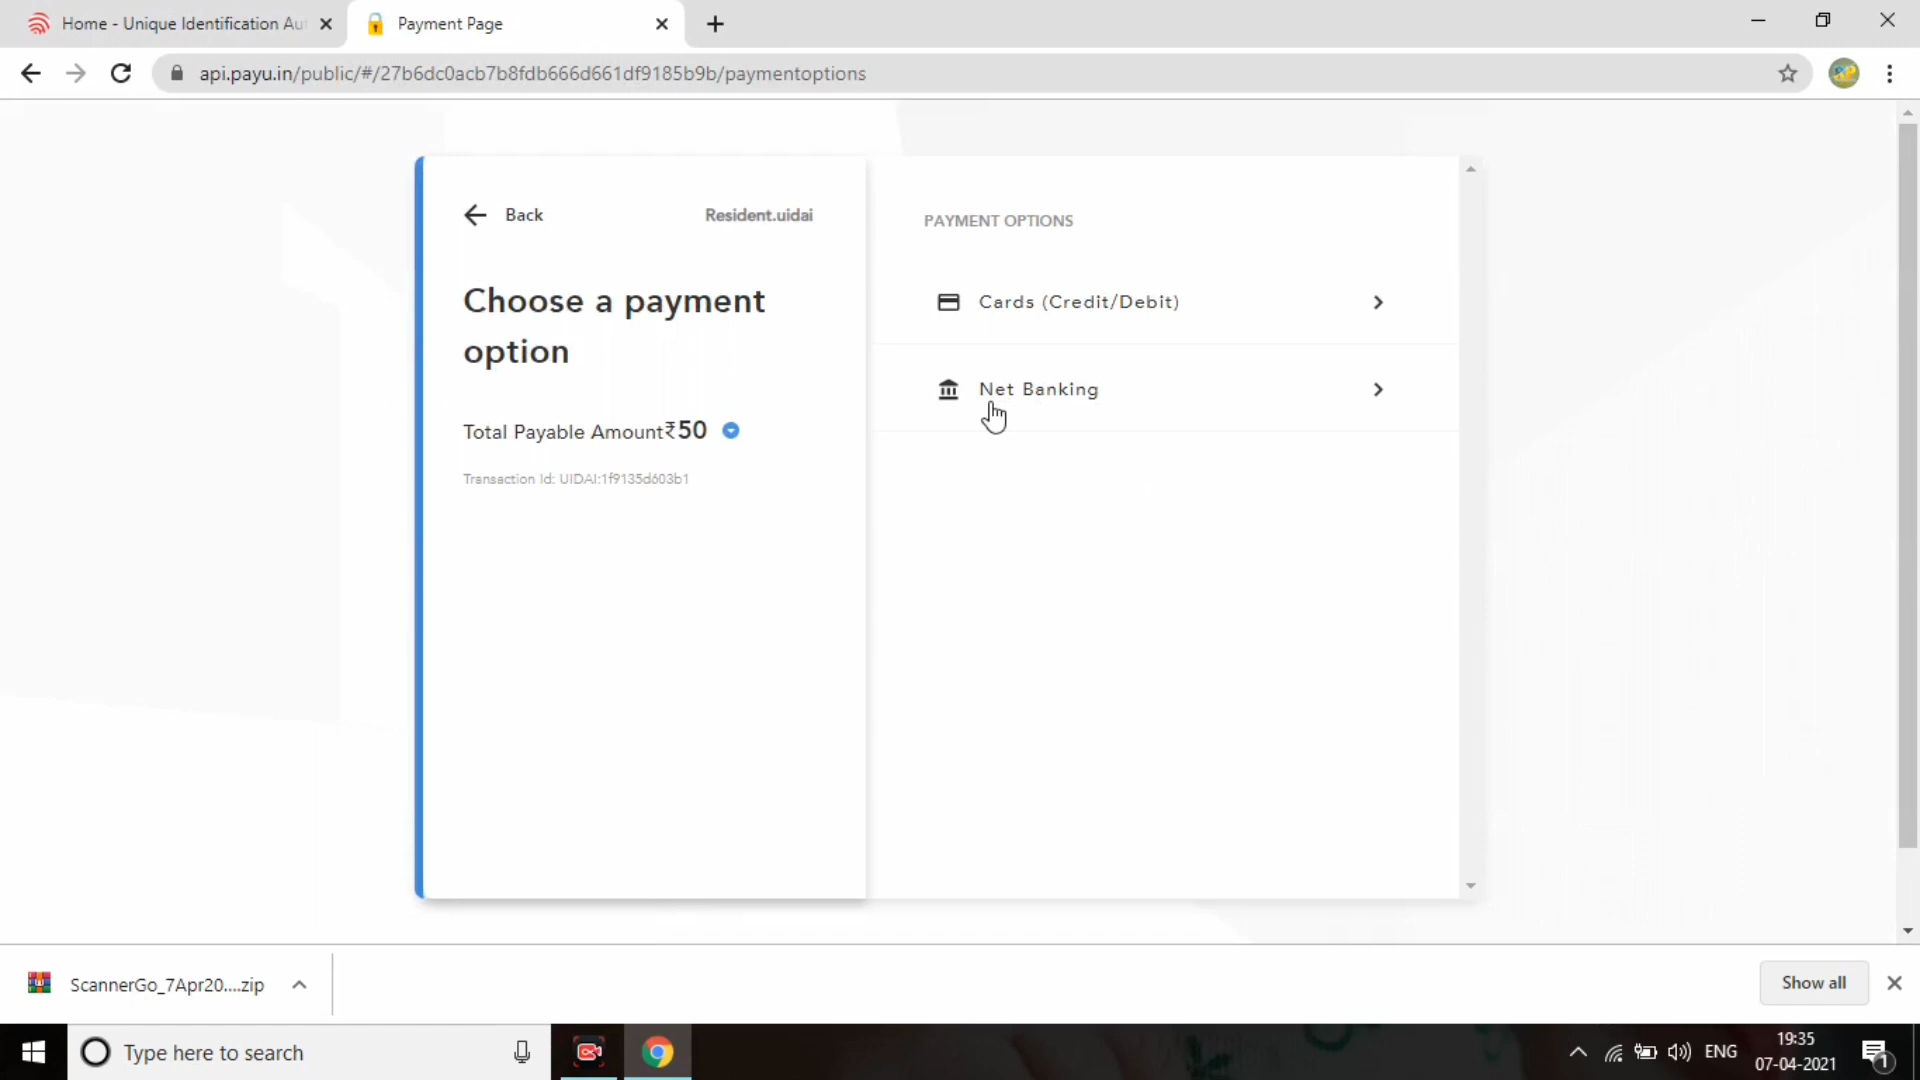 Home - Unique Identification Au
Payment Page
api.payu.in/public/#/27b6dc0acb7b8fdb666d661df9185b9b/paymentoptions
Back
Resident.uidai
Choose a payment
option
Total Payable Amount₹50
Transaction Id: UIDAI:1f9135d603b1
PAYMENT OPTIONS
Cards (Credit/Debit)
Net Banking
ScannerGo_7Apr20....zip
Show all
Type here to search
ENG
19:35
07-04-2021
1